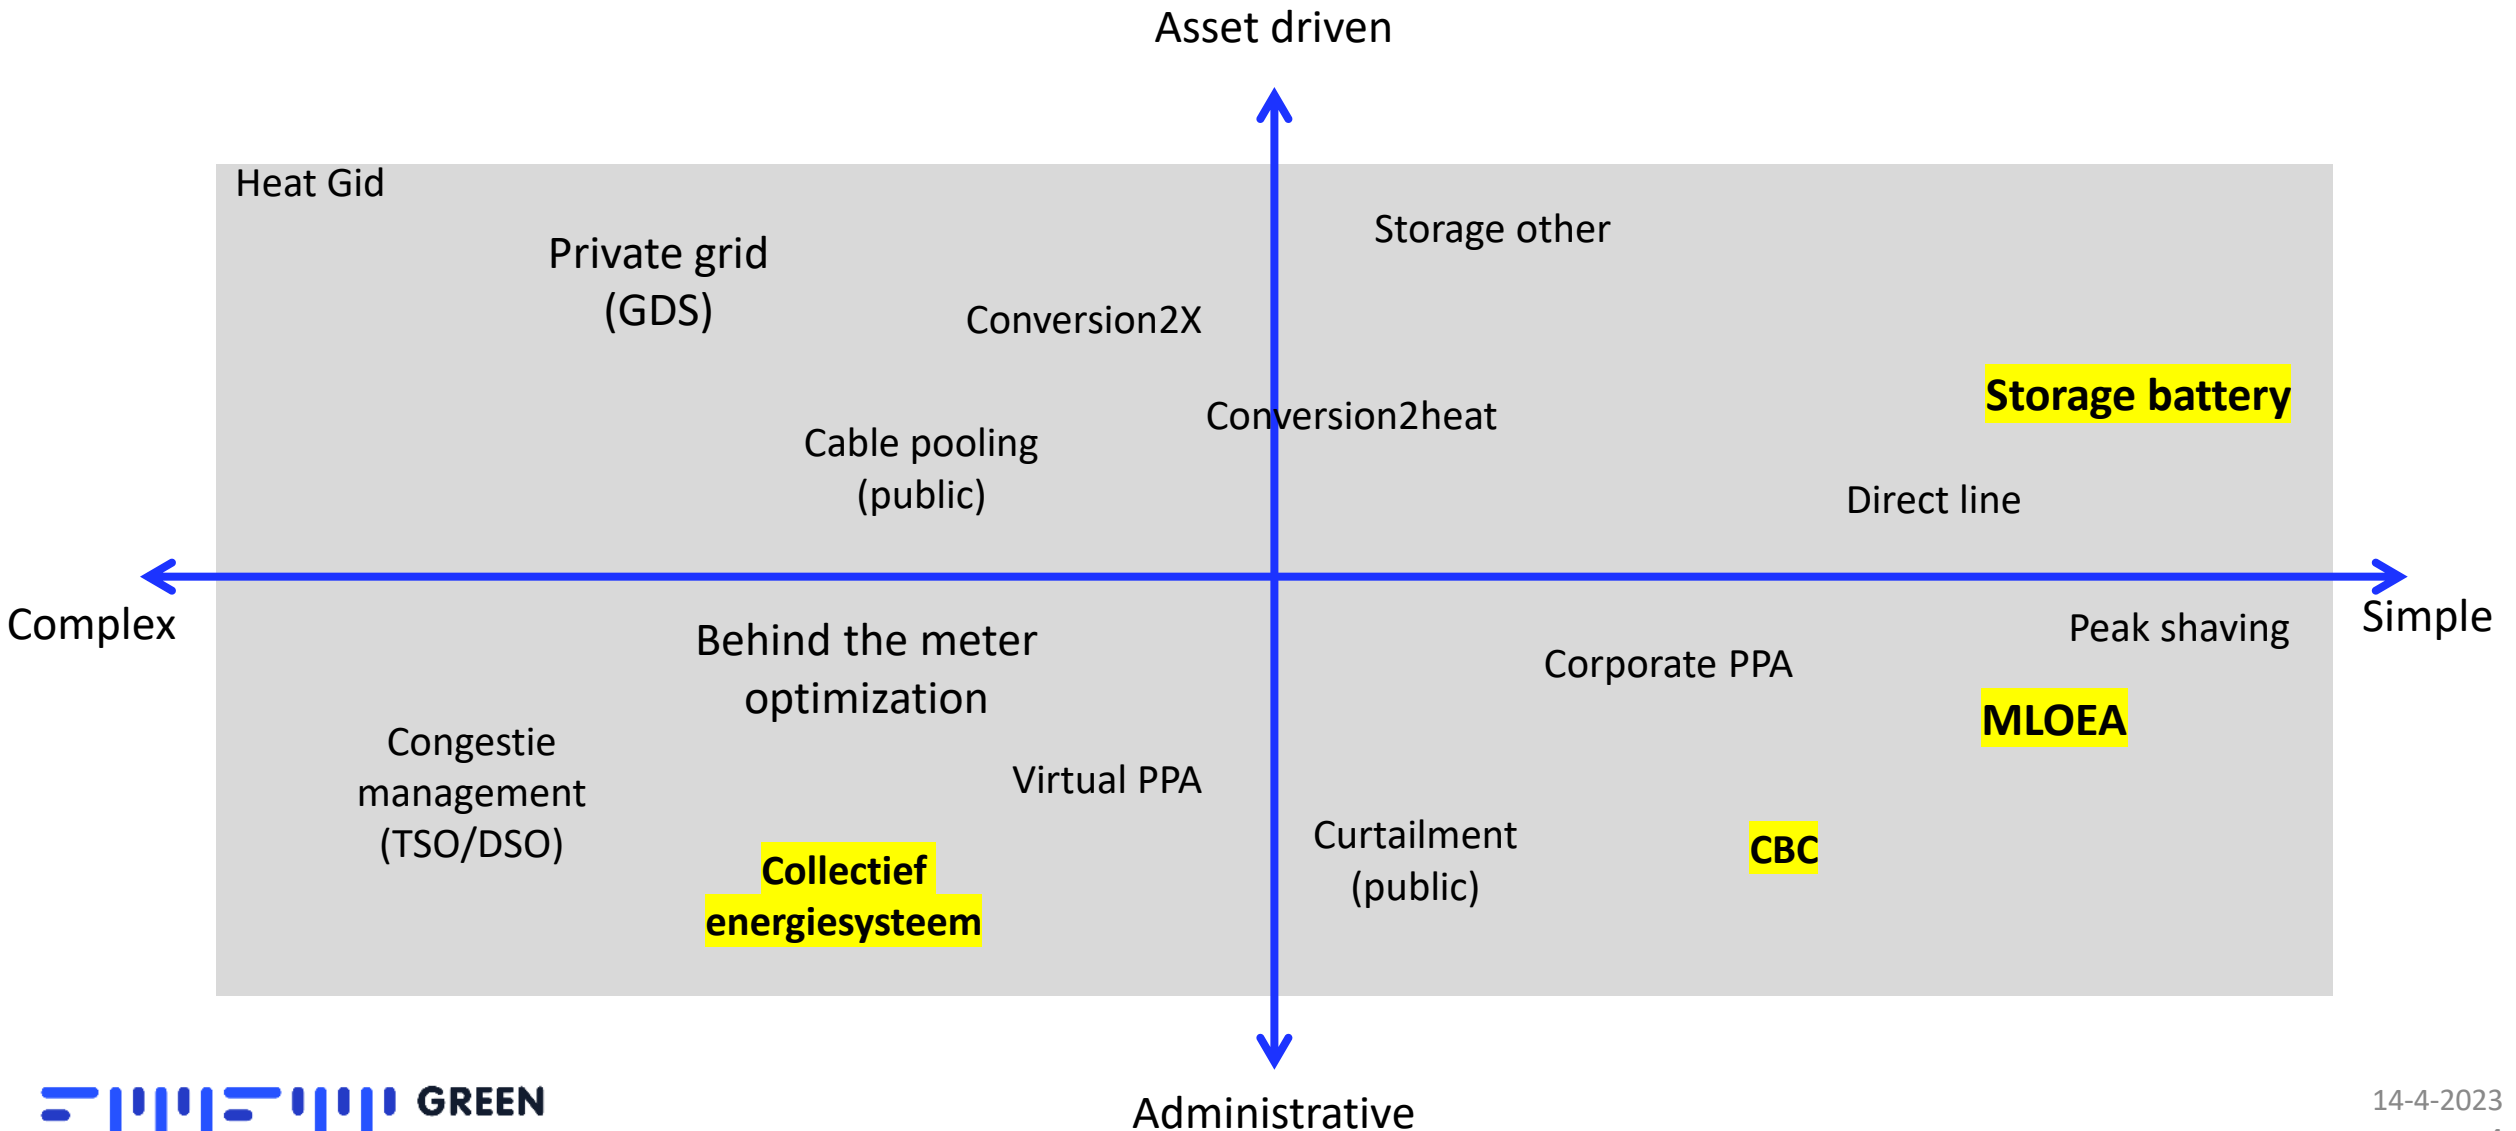 Asset driven
Heat Gid
Storage other
Private grid
(GDS)
Conversion2X
Storage battery
Conversion2heat
Cable pooling
(public)
Direct line
Complex
Simple
Behind the meter
optimization
Peak shaving
Corporate PPA
MLOEA
Congestie
management
(TSO/DSO)
Virtual PPA
Curtailment
(public)
CBC
Collectief
energiesysteem
GREEN
Administrative
14-4-2023